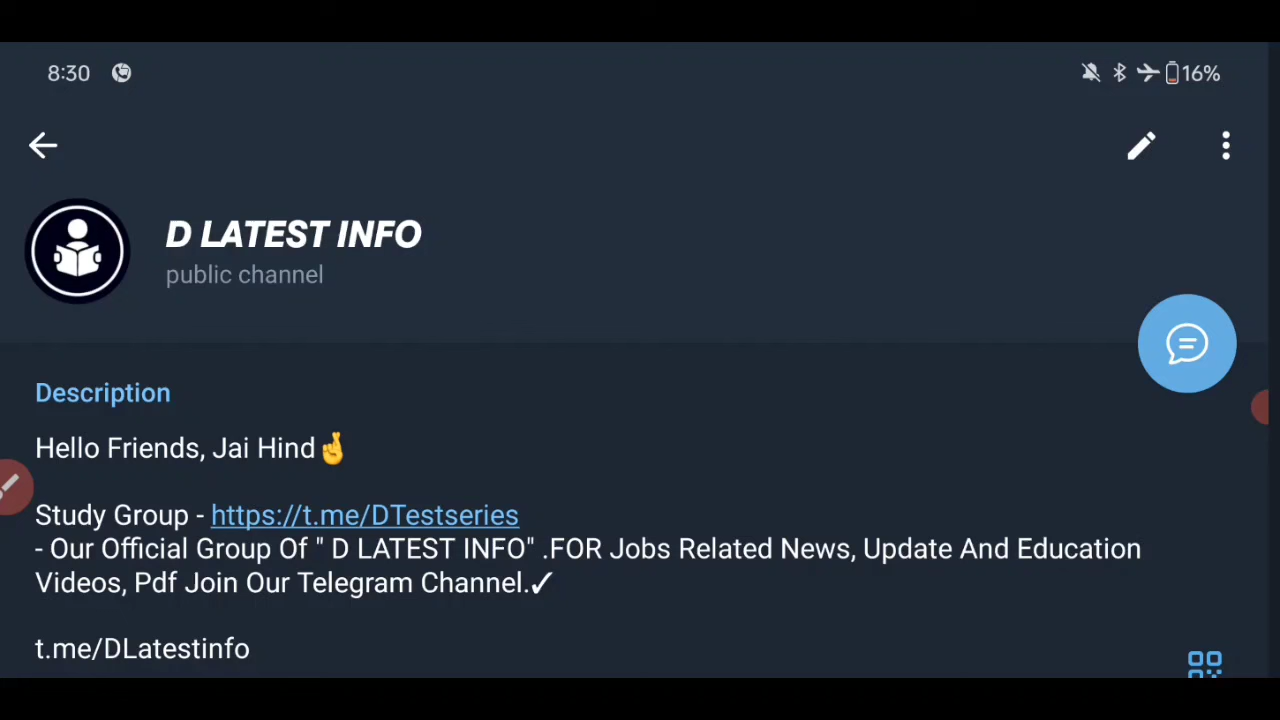 8:30
16%
D LATEST INFO
public channel
Description
Hello Friends, Jai Hind🤞
Study Group - https://t.me/DTestseries
- Our Official Group Of " D LATEST INFO" .FOR Jobs Related News, Update And Education
Videos, Pdf Join Our Telegram Channel.✓
t.me/DLatestinfo